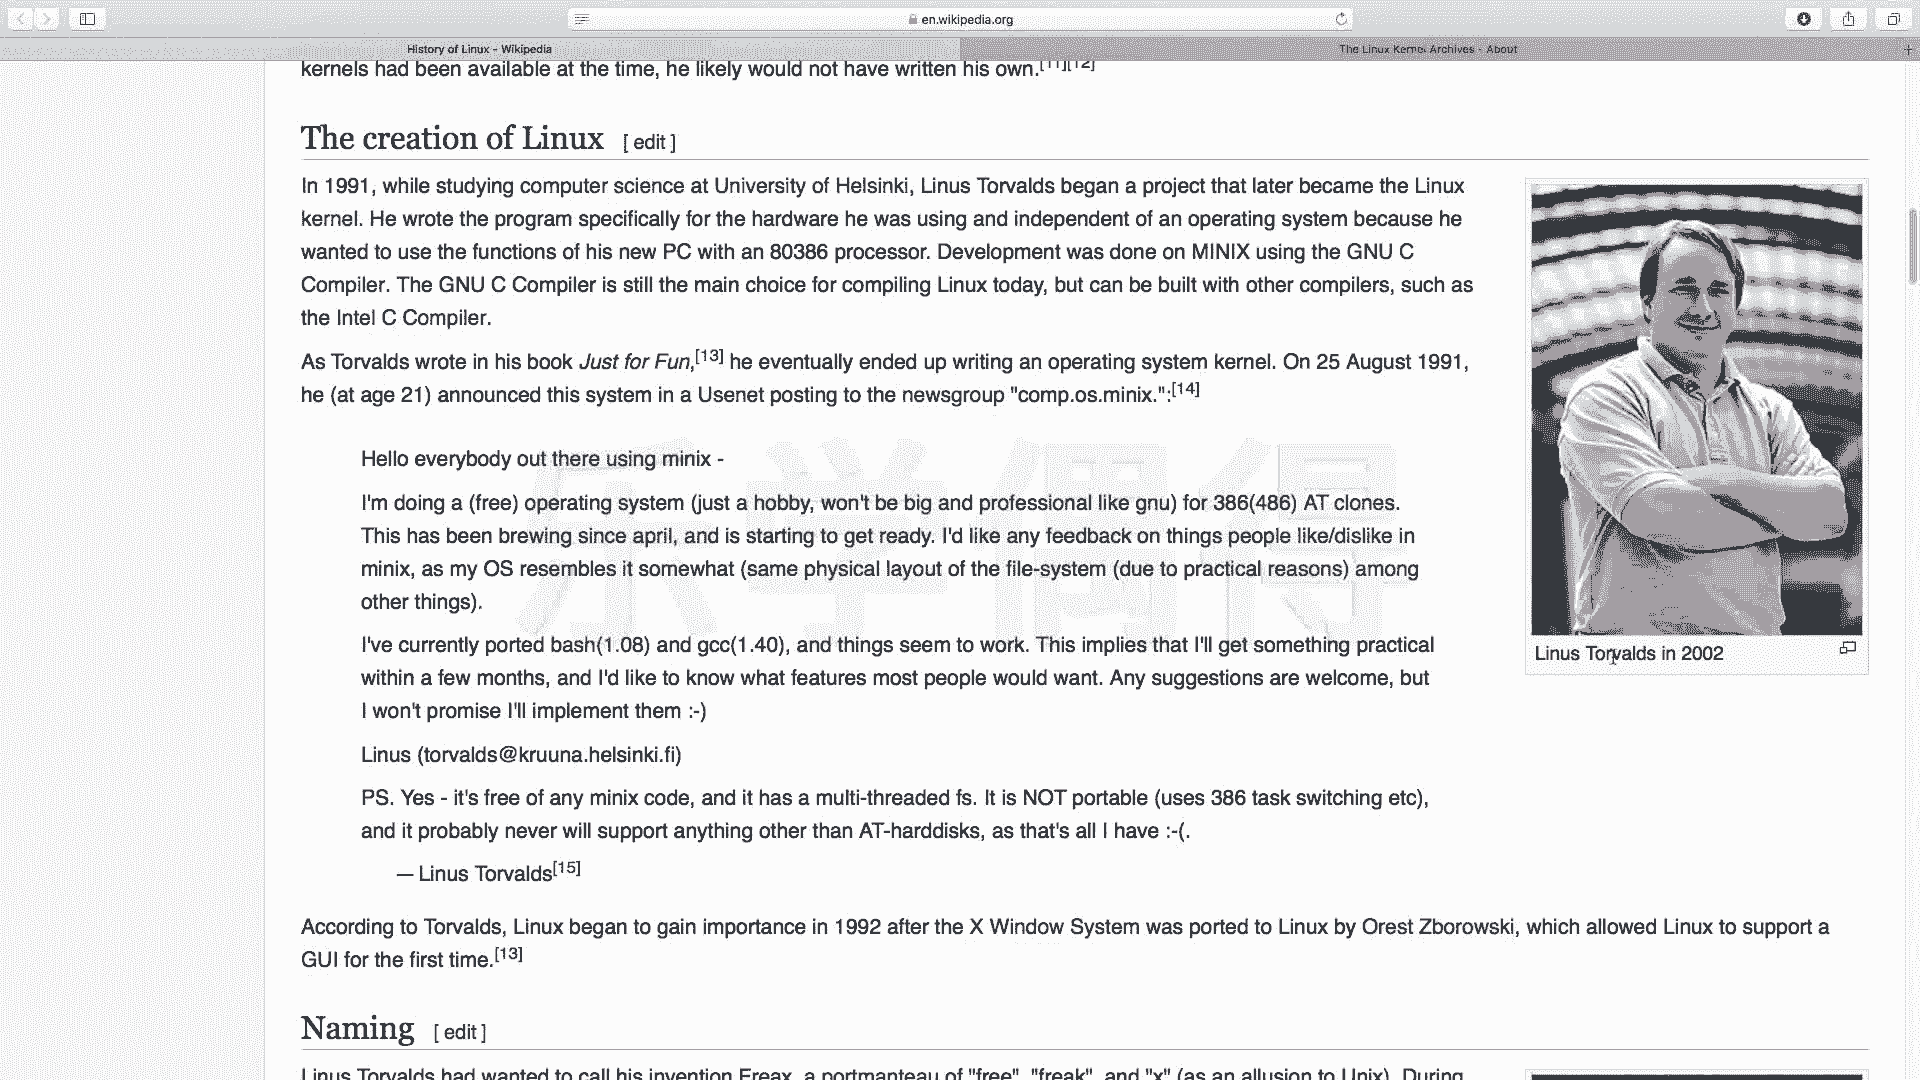 en.wikipedia.org
History of Linux - Wikipedia
The Linux Kernel Archives - About
kernels had been available at the time, he likely would not have written his own.[11][12]
The creation of Linux [ edit ]
In 1991, while studying computer science at University of Helsinki, Linus Torvalds began a project that later became the Linux
kernel. He wrote the program specifically for the hardware he was using and independent of an operating system because he
wanted to use the functions of his new PC with an 80386 processor. Development was done on MINIX using the GNU C
Compiler. The GNU C Compiler is still the main choice for compiling Linux today, but can be built with other compilers, such as
the Intel C Compiler.
As Torvalds wrote in his book Just for Fun,[13] he eventually ended up writing an operating system kernel. On 25 August 1991,
he (at age 21) announced this system in a Usenet posting to the newsgroup "comp.os.minix.":[14]
Hello everybody out there using minix -
I'm doing a (free) operating system (just a hobby, won't be big and professional like gnu) for 386(486) AT clones.
This has been brewing since april, and is starting to get ready. I'd like any feedback on things people like/dislike in
minix, as my OS resembles it somewhat (same physical layout of the file-system (due to practical reasons) among
other things).
乐学偶得
I've currently ported bash(1.08) and gcc(1.40), and things seem to work. This implies that I'll get something practical
within a few months, and I'd like to know what features most people would want. Any suggestions are welcome, but
I won't promise I'll implement them :-)
Linus (torvalds@kruuna.helsinki.fi)
PS. Yes - it's free of any minix code, and it has a multi-threaded fs. It is NOT portable (uses 386 task switching etc),
and it probably never will support anything other than AT-harddisks, as that's all I have :-(.
— Linus Torvalds[15]
Linus Torvalds in 2002
According to Torvalds, Linux began to gain importance in 1992 after the X Window System was ported to Linux by Orest Zborowski, which allowed Linux to support a
GUI for the first time.[13]
Naming [ edit ]
Linus Torvalds had wanted to call his invention Freax, a portmanteau of "free", "freak", and "x" (as an allusion to Unix). During